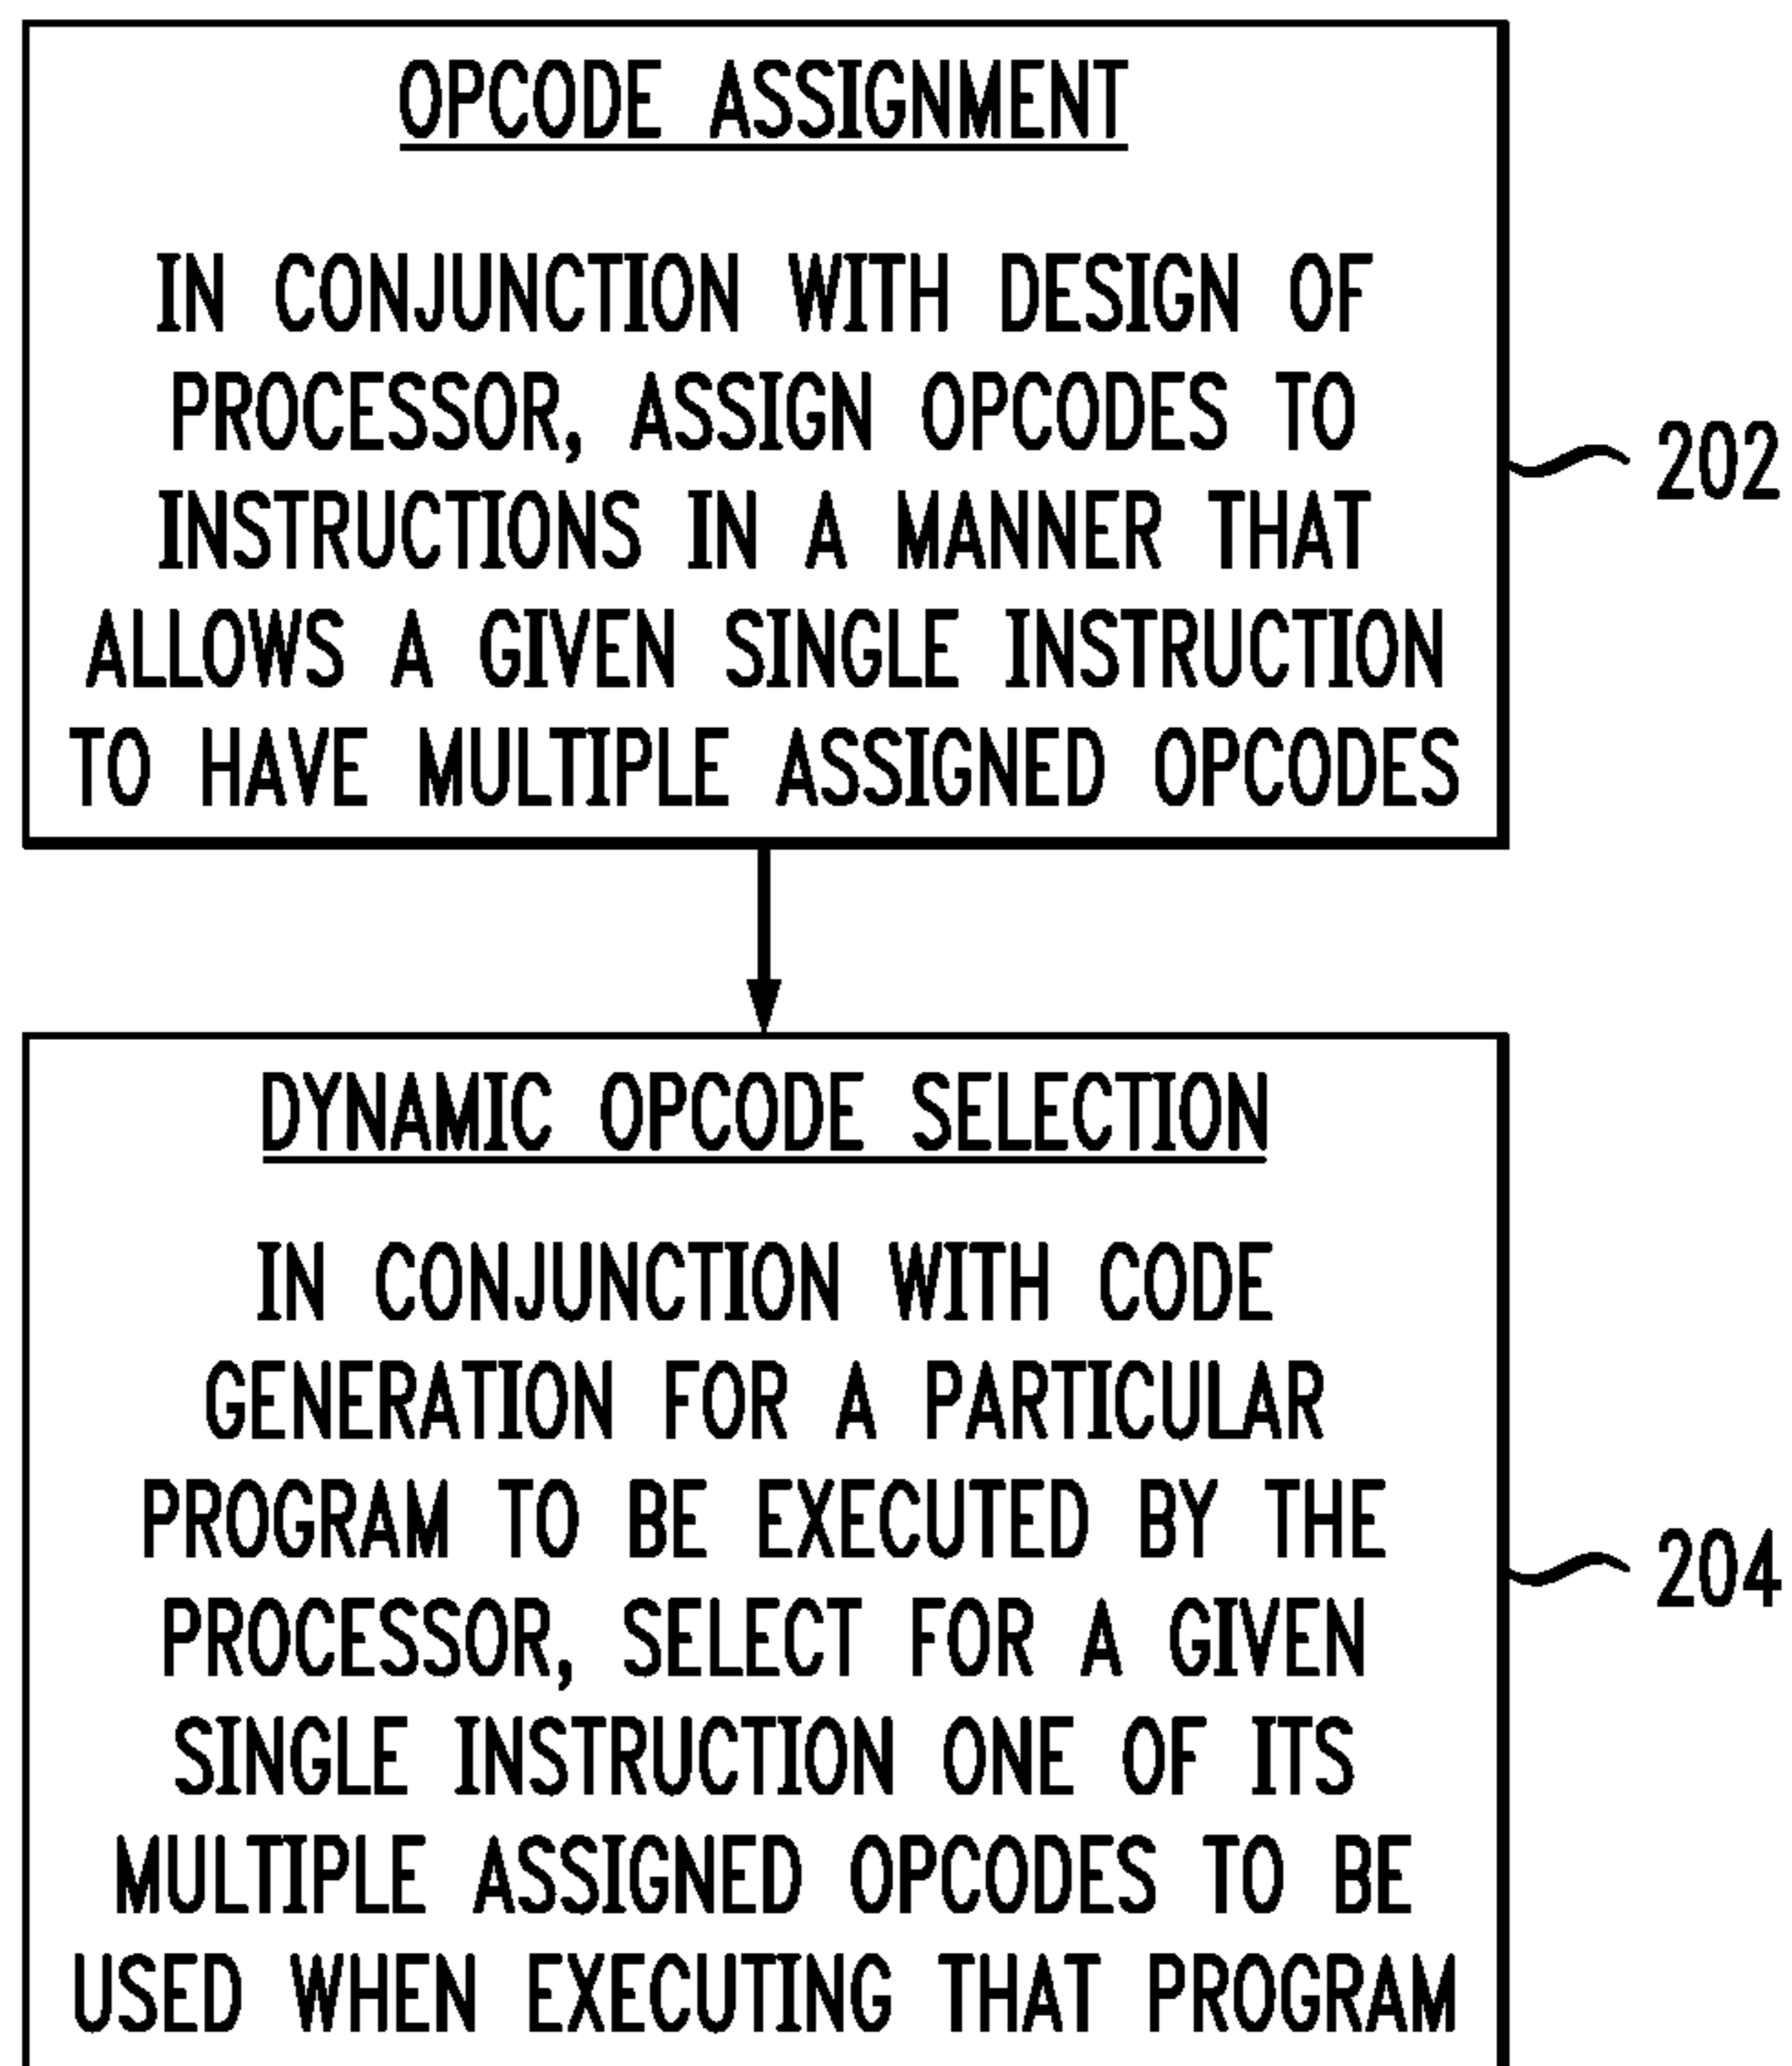 OPCODE ASSIGNMENT
IN CONJUNCTION WITH DESIGN OF
PROCESSOR, ASSIGN OPCODES TO
INSTRUCTIONS IN A MANNER THAT
ALLOWS A GIVEN SINGLE INSTRUCTION
TO HAVE MULTIPLE ASSIGNED OPCODES
202
DYNAMIC OPCODE SELECTION
IN CONJUNCTION WITH CODE
GENERATION FOR A PARTICULAR
PROGRAM TO BE EXECUTED BY THE
PROCESSOR, SELECT FOR A GIVEN
SINGLE INSTRUCTION ONE OF ITS
MULTIPLE ASSIGNED OPCODES TO BE
USED WHEN EXECUTING THAT PROGRAM
204